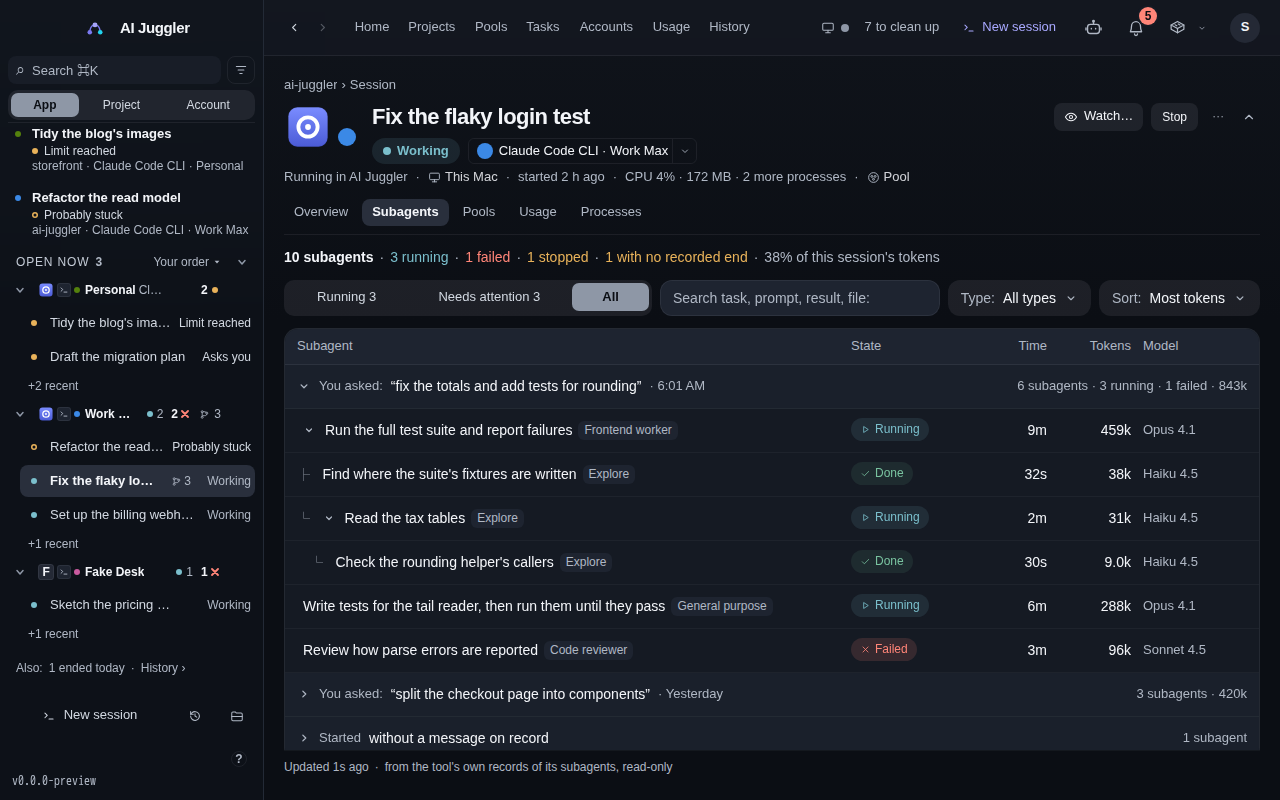 AI Juggler
Search ⌘K
App Project Account
Tidy the blog's images
Limit reached
storefront · Claude Code CLI · Personal
Refactor the read model
Probably stuck
ai-juggler · Claude Code CLI · Work Max
OPEN NOW 3 Your order
Personal Cl… 2
Tidy the blog's ima… Limit reached
Draft the migration plan Asks you
+2 recent
Work … 2 2 3
Refactor the read… Probably stuck
Fix the flaky lo… 3 Working
Set up the billing webh… Working
+1 recent
F Fake Desk 1 1
Sketch the pricing … Working
+1 recent
Also: 1 ended today · History ›
New session
?
v0.0.0-preview
Home Projects Pools Tasks Accounts Usage History 7 to clean up New session 5 S
ai-juggler › Session
Fix the flaky login test Watch… Stop ···
Working Claude Code CLI · Work Max
Running in AI Juggler · This Mac · started 2 h ago · CPU 4% · 172 MB · 2 more processes · Pool
Overview Subagents Pools Usage Processes
10 subagents · 3 running · 1 failed · 1 stopped · 1 with no recorded end · 38% of this session's tokens
Running 3 Needs attention 3 All Search task, prompt, result, file: Type: All types Sort: Most tokens
Subagent State Time Tokens Model
You asked: “fix the totals and add tests for rounding” · 6:01 AM 6 subagents · 3 running · 1 failed · 843k
Run the full test suite and report failures Frontend worker Running 9m 459k Opus 4.1
Find where the suite's fixtures are written Explore Done 32s 38k Haiku 4.5
Read the tax tables Explore Running 2m 31k Haiku 4.5
Check the rounding helper's callers Explore Done 30s 9.0k Haiku 4.5
Write tests for the tail reader, then run them until they pass General purpose Running 6m 288k Opus 4.1
Review how parse errors are reported Code reviewer Failed 3m 96k Sonnet 4.5
You asked: “split the checkout page into components” · Yesterday 3 subagents · 420k
Started without a message on record 1 subagent
Updated 1s ago · from the tool's own records of its subagents, read-only